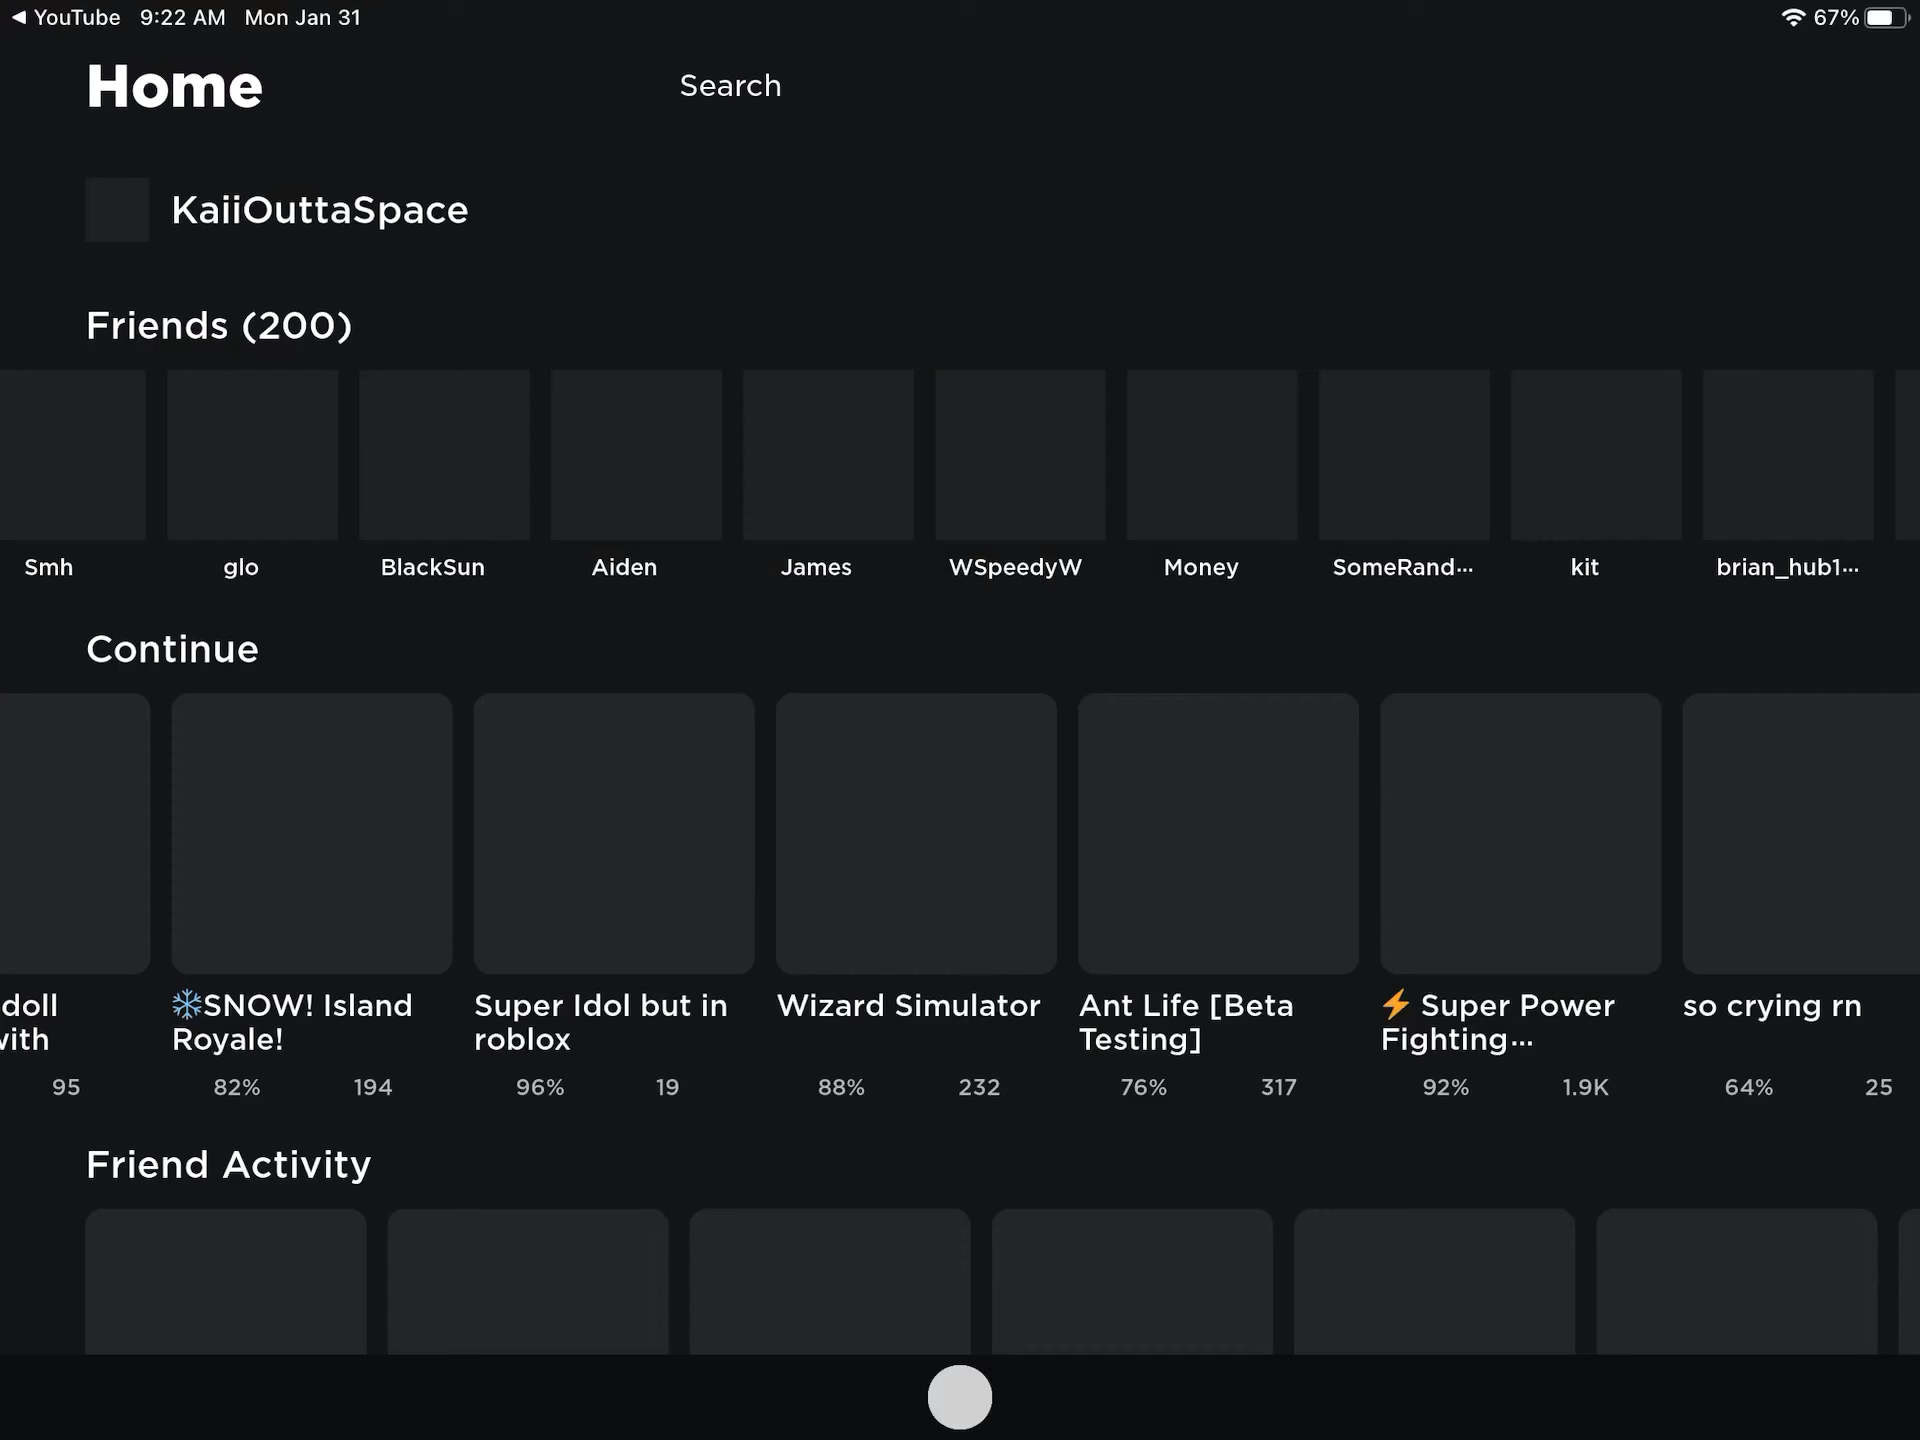 ◀ YouTube 9:22 AM Mon Jan 31 67%
Home
Search
KaiiOuttaSpace
Friends (200)
Smh glo BlackSun Aiden James WSpeedyW Money SomeRand... kit brian_hub1...
Continue
doll ❄️SNOW! Island Super Idol but in Wizard Simulator Ant Life [Beta ⚡ Super Power so crying rn
with Royale! roblox Testing] Fighting...
95 82% 194 96% 19 88% 232 76% 317 92% 1.9K 64% 25
Friend Activity